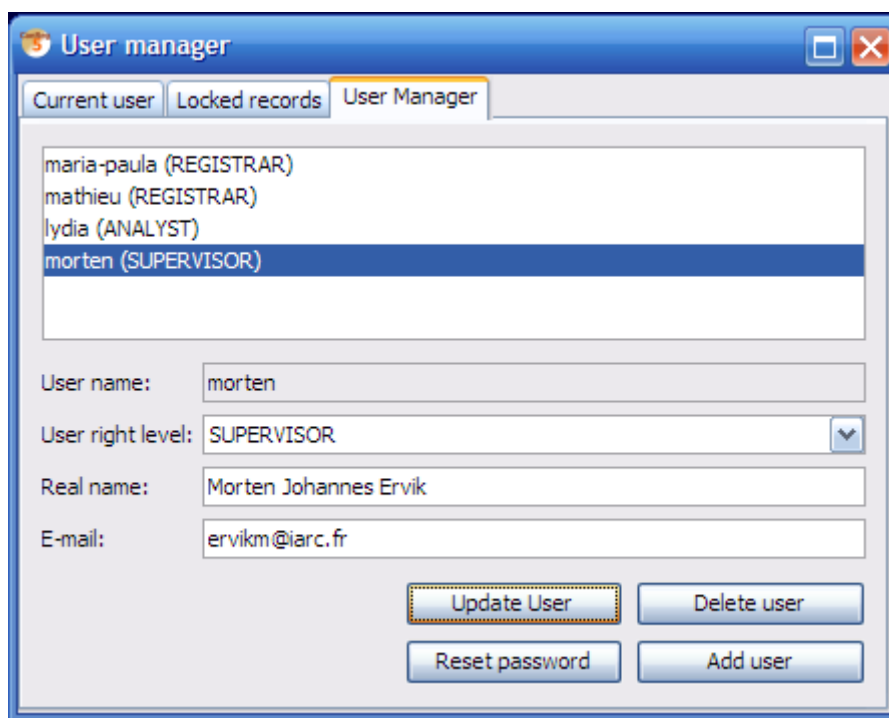 User manager
Current user Locked records User Manager
maria-paula (REGISTRAR)
mathieu (REGISTRAR)
lydia (ANALYST)
morten (SUPERVISOR)
User name: morten
User right level: SUPERVISOR
Real name: Morten Johannes Ervik
E-mail: ervikm@iarc.fr
Update User Delete user
Reset password Add user